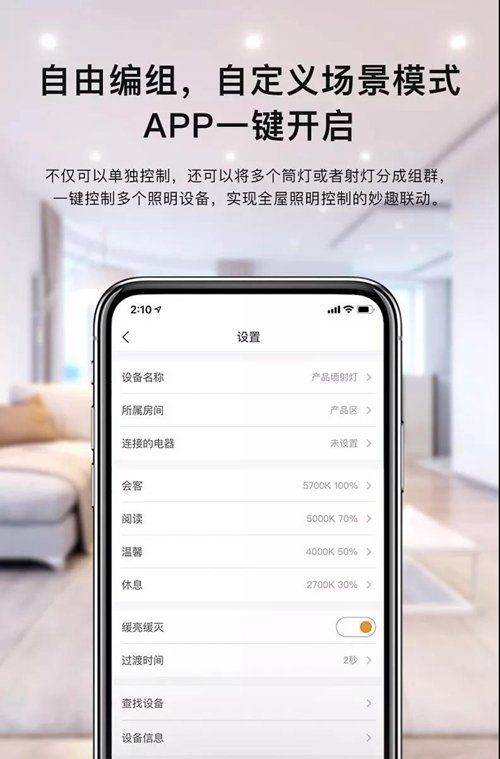 自由编组，自定义场景模式
APP一键开启
不仅可以单独控制，还可以将多个筒灯或者射灯分成组群，
一键控制多个照明设备，实现全屋照明控制的妙趣联动。
2:10
设置
设备名称 产品墙射灯
所属房间 产品区
连接的电器 未设置
会客 5700K 100%
阅读 5000K 70%
温馨 4000K 50%
休息 2700K 30%
缓亮缓灭
过渡时间 2秒
查找设备
设备信息